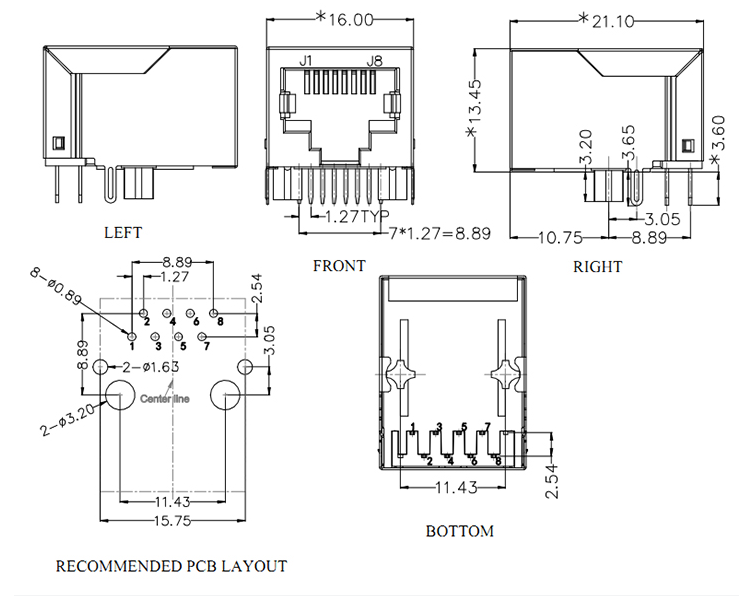 *16.00
*21.10
J1 J8
*13.45
3.20
3.65
*3.60
1.27TYP
7*1.27=8.89
3.05
10.75
8.89
LEFT
FRONT
RIGHT
8.89
8-ø0.89
1.27
2.54
2 4 6 8
1 3 5 7
8.89
3.05
2-ø1.63
Center line
2-ø3.20
11.43
15.75
1 3 5 7
2 4 6 8
2.54
11.43
BOTTOM
RECOMMENDED PCB LAYOUT